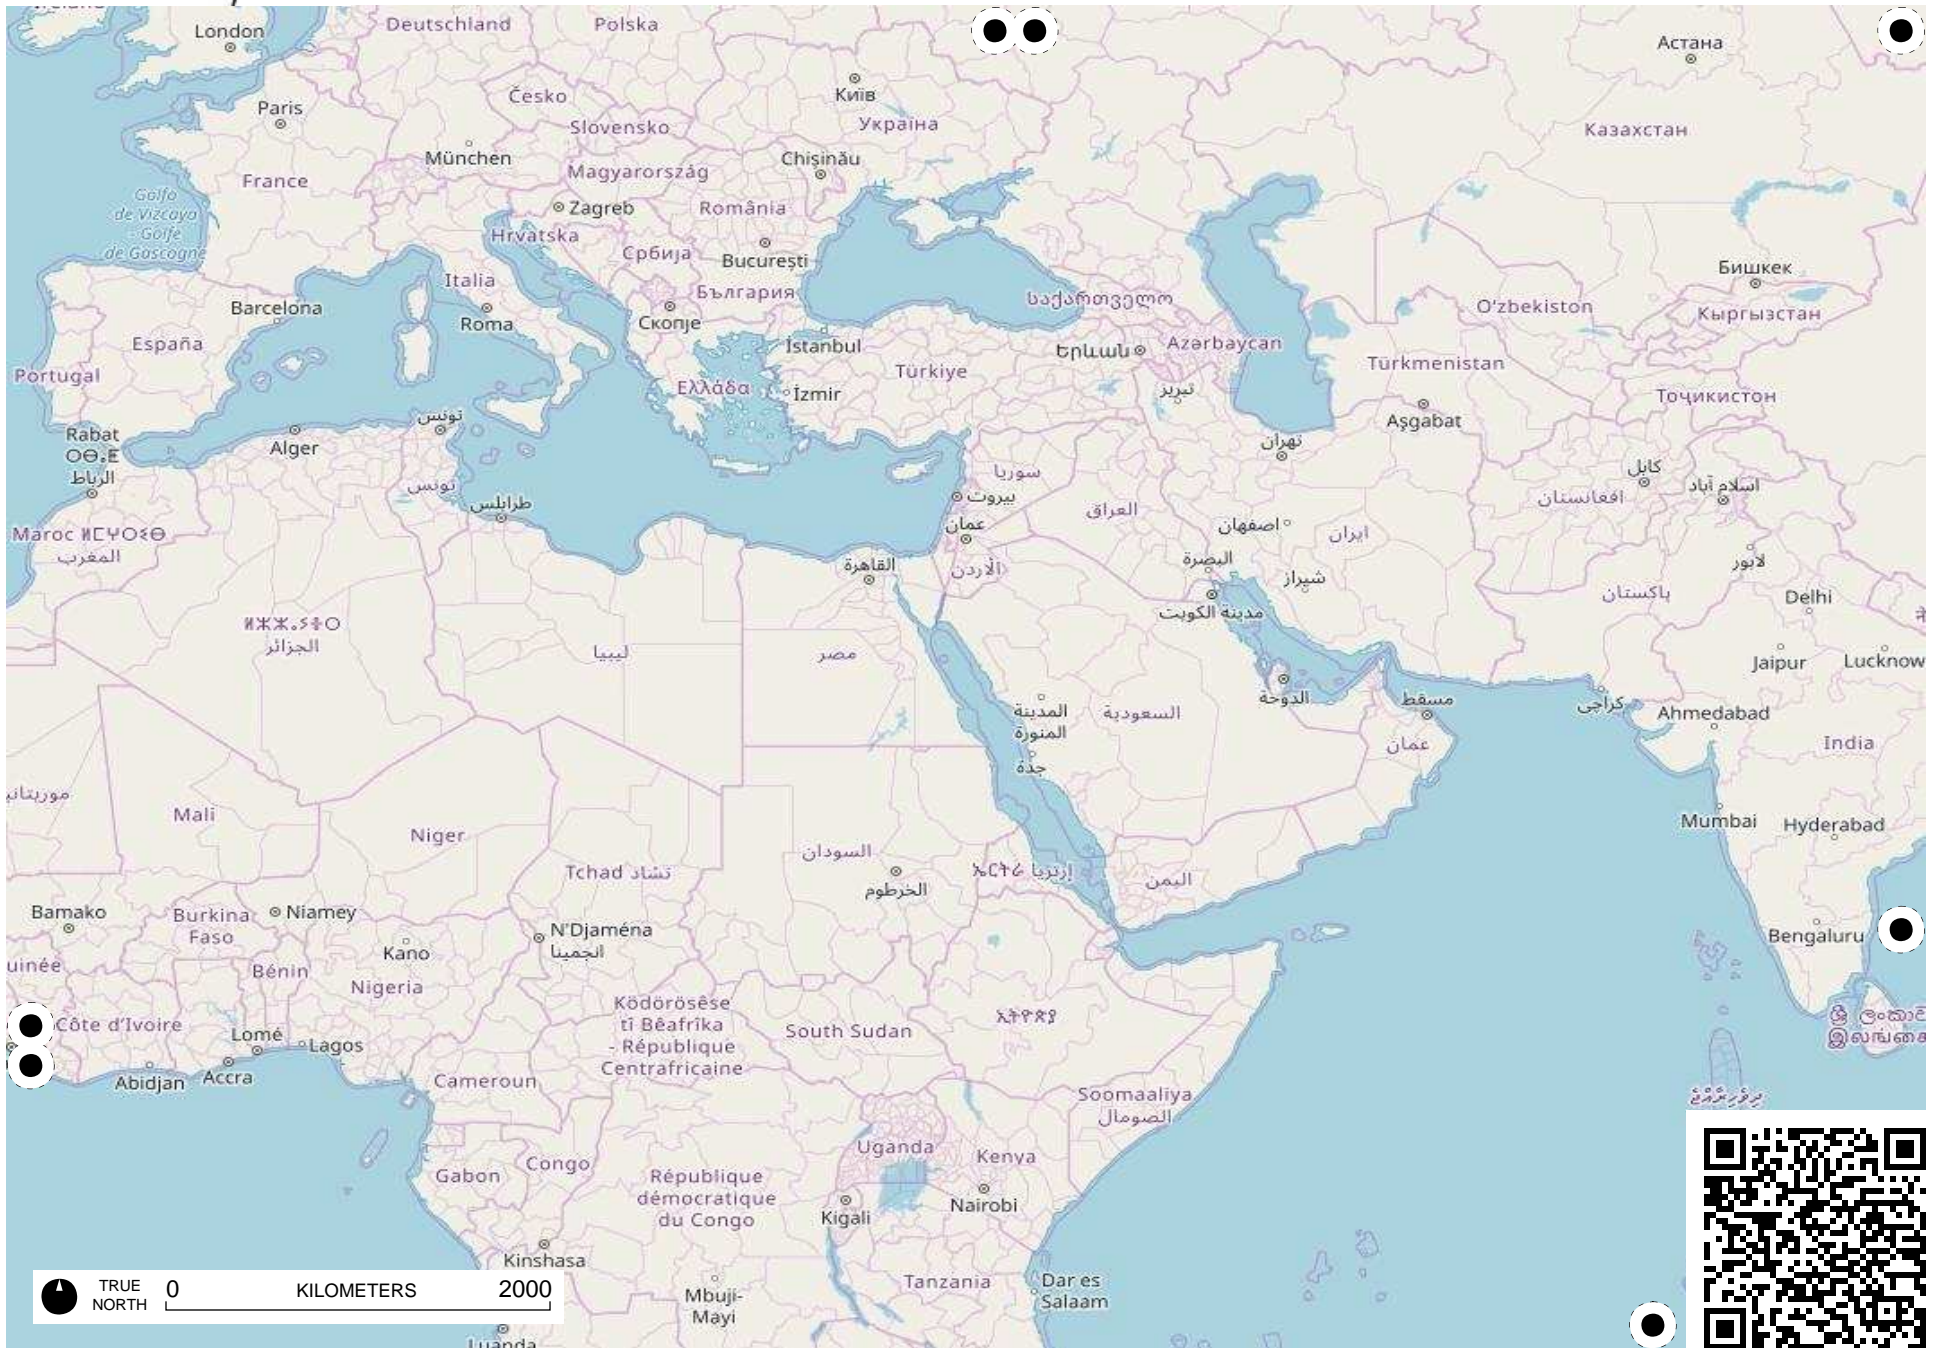 London
Deutschland
Polska
Астана
Paris
Česko
Київ
Україна
Казахстан
Slovensko
München
Chișinău
Magyarország
France
Golfo
de Vizcaya
- Golfe
de Gascogne
Zagreb
România
Hrvatska
Србија
București
Бишкек
Italia
България
Barcelona
Roma
Скопје
საქართველო
O'zbekiston
Кыргызстан
España
İstanbul
Երևան
Azərbaycan
Portugal
Ελλάδα
Türkiye
Türkmenistan
İzmir
تبریز
Тоҷикистон
تونس
Aşgabat
Rabat
ⵔⴱⴰⵟ
الرباط
Alger
تهران
تونس
سوريا
کابل
اسلام آباد
طرابلس
بيروت
افغانستان
Maroc ⵍⵎⵖⵔⵉⴱ
المغرب
عمان
العراق
اصفهان
ایران
القاهرة
الأردن
البصرة
شیراز
لاہور
مدينة الكويت
پاکستان
Delhi
ⵍⵣⵣⴰⵢⴻⵔ
الجزائر
ليبيا
مصر
Jaipur
Lucknow
المدينة
المنورة
السعودية
الدوحة
مسقط
کراچی
Ahmedabad
عمان
India
جدة
Mali
Niger
Mumbai
Hyderabad
السودان
Tchad تشاد
ኤርትራ إرتريا
اليمن
الخرطوم
Bamako
Burkina
Faso
Niamey
Kano
N'Djaména
انجمينا
Bengaluru
Bénin
Nigeria
Ködörösêse
tî Bêafrîka
- République
Centrafricaine
South Sudan
ኢትዮጵያ
Côte d'Ivoire
Lomé
Lagos
Abidjan
Accra
Cameroun
Soomaaliya
الصومال
ދިވެހިރާއްޖެ
Uganda
Kenya
Gabon
Congo
République
démocratique
du Congo
Kigali
Nairobi
Kinshasa
Mbuji-
Mayi
Tanzania
Dar es
Salaam
TRUE
NORTH
0 KILOMETERS 2000
Luanda